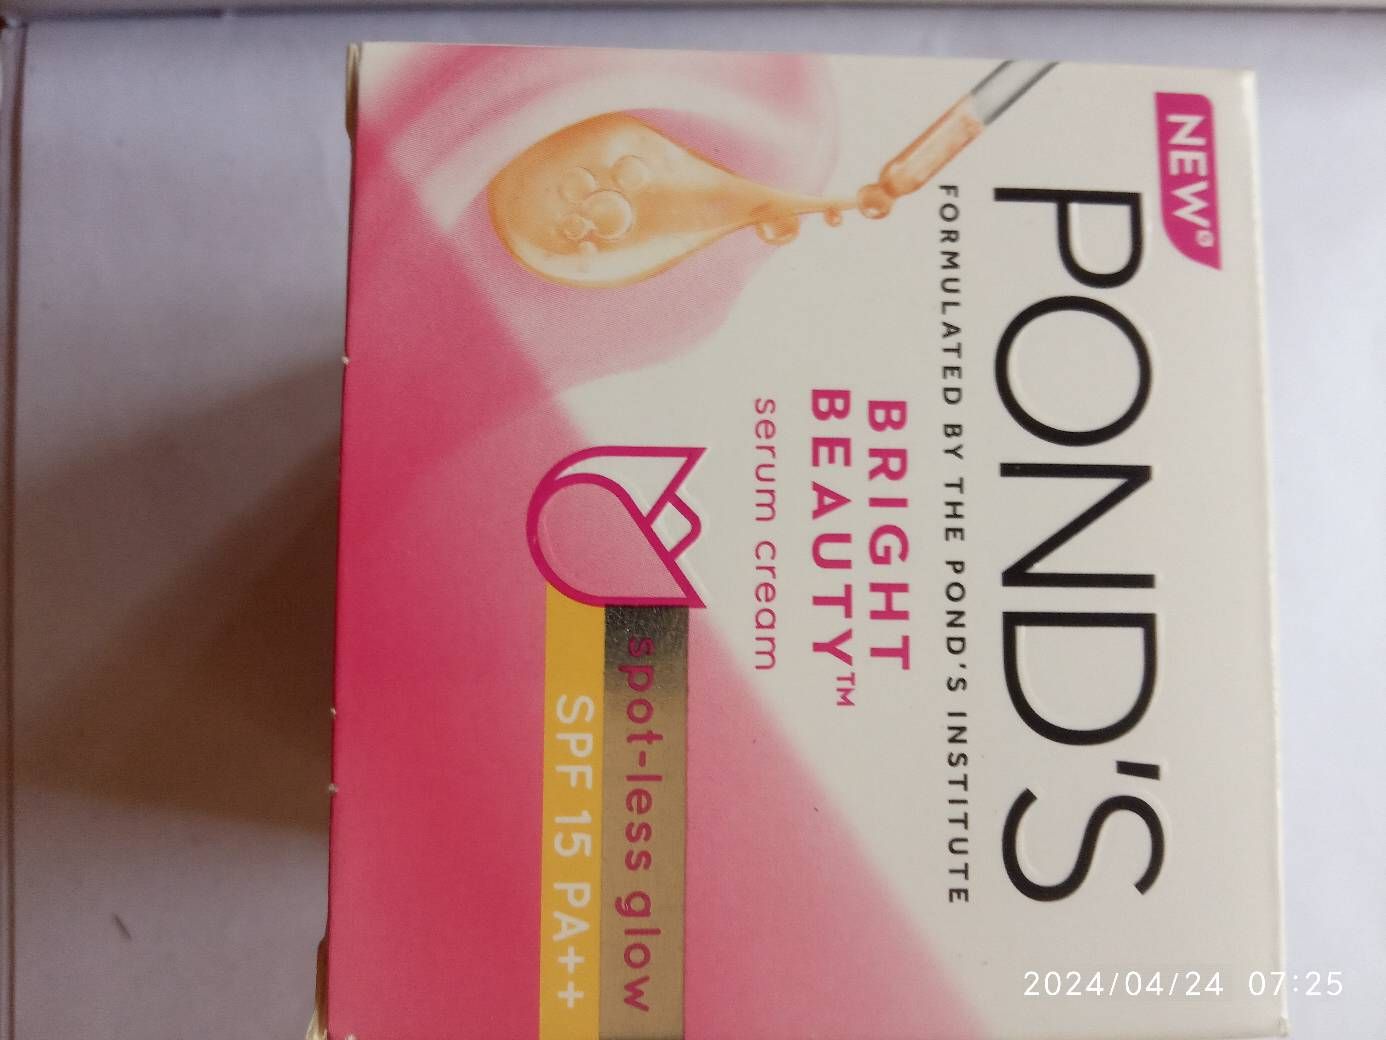 NEW
POND'S
FORMULATED BY THE POND'S INSTITUTE
BRIGHT
BEAUTY™
serum cream
spot-less glow
SPF 15 PA++
2024/04/24 07:25